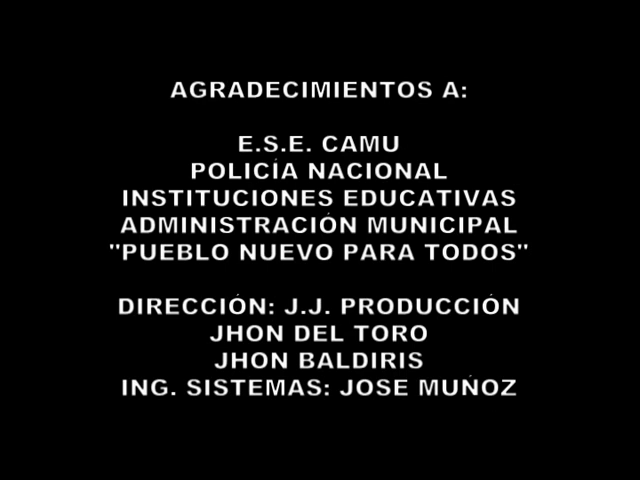 AGRADECIMIENTOS A:
E.S.E. CAMU
POLICÍA NACIONAL
INSTITUCIONES EDUCATIVAS
ADMINISTRACIÓN MUNICIPAL
"PUEBLO NUEVO PARA TODOS"
DIRECCIÓN: J.J. PRODUCCIÓN
JHON DEL TORO
JHON BALDIRIS
ING. SISTEMAS: JOSE MUÑOZ